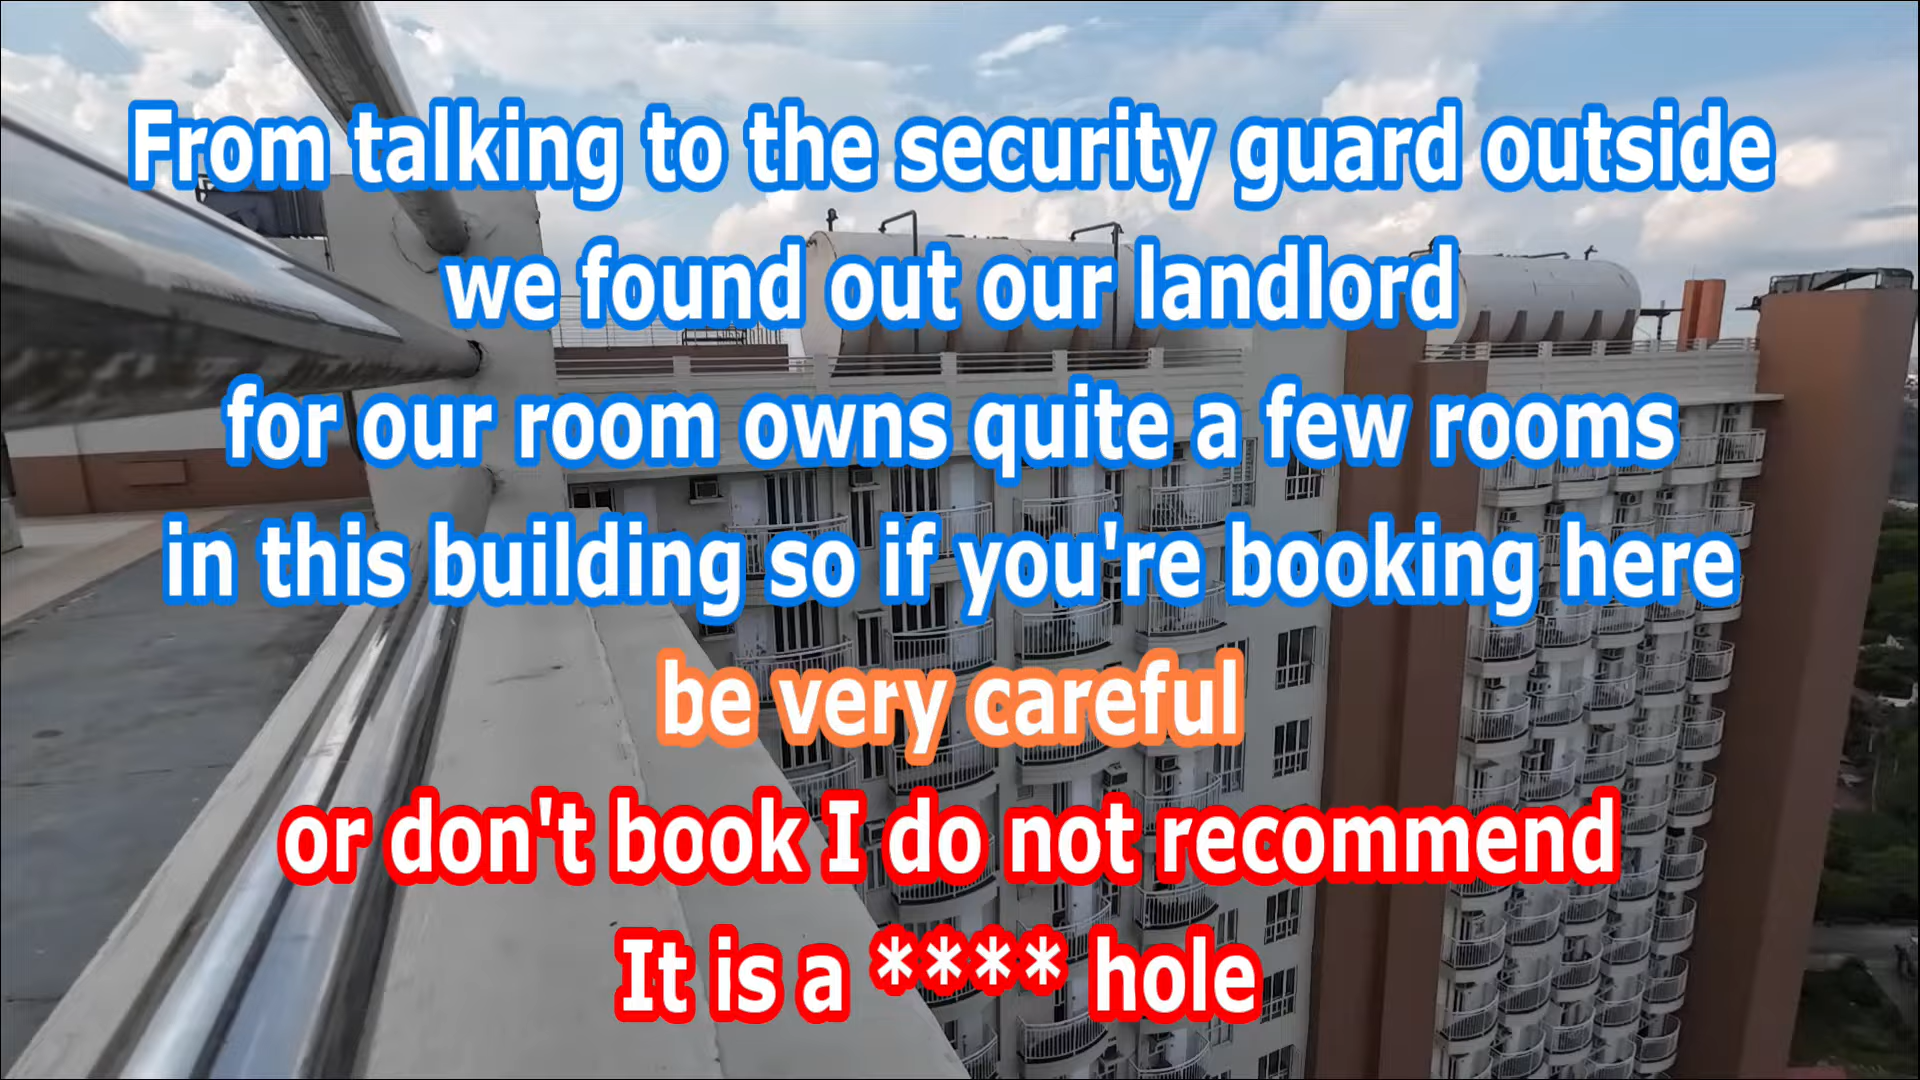 From talking to the security guard outside
we found out our landlord
for our room owns quite a few rooms
in this building so if you're booking here
be very careful
or don't book I do not recommend
It is a **** hole